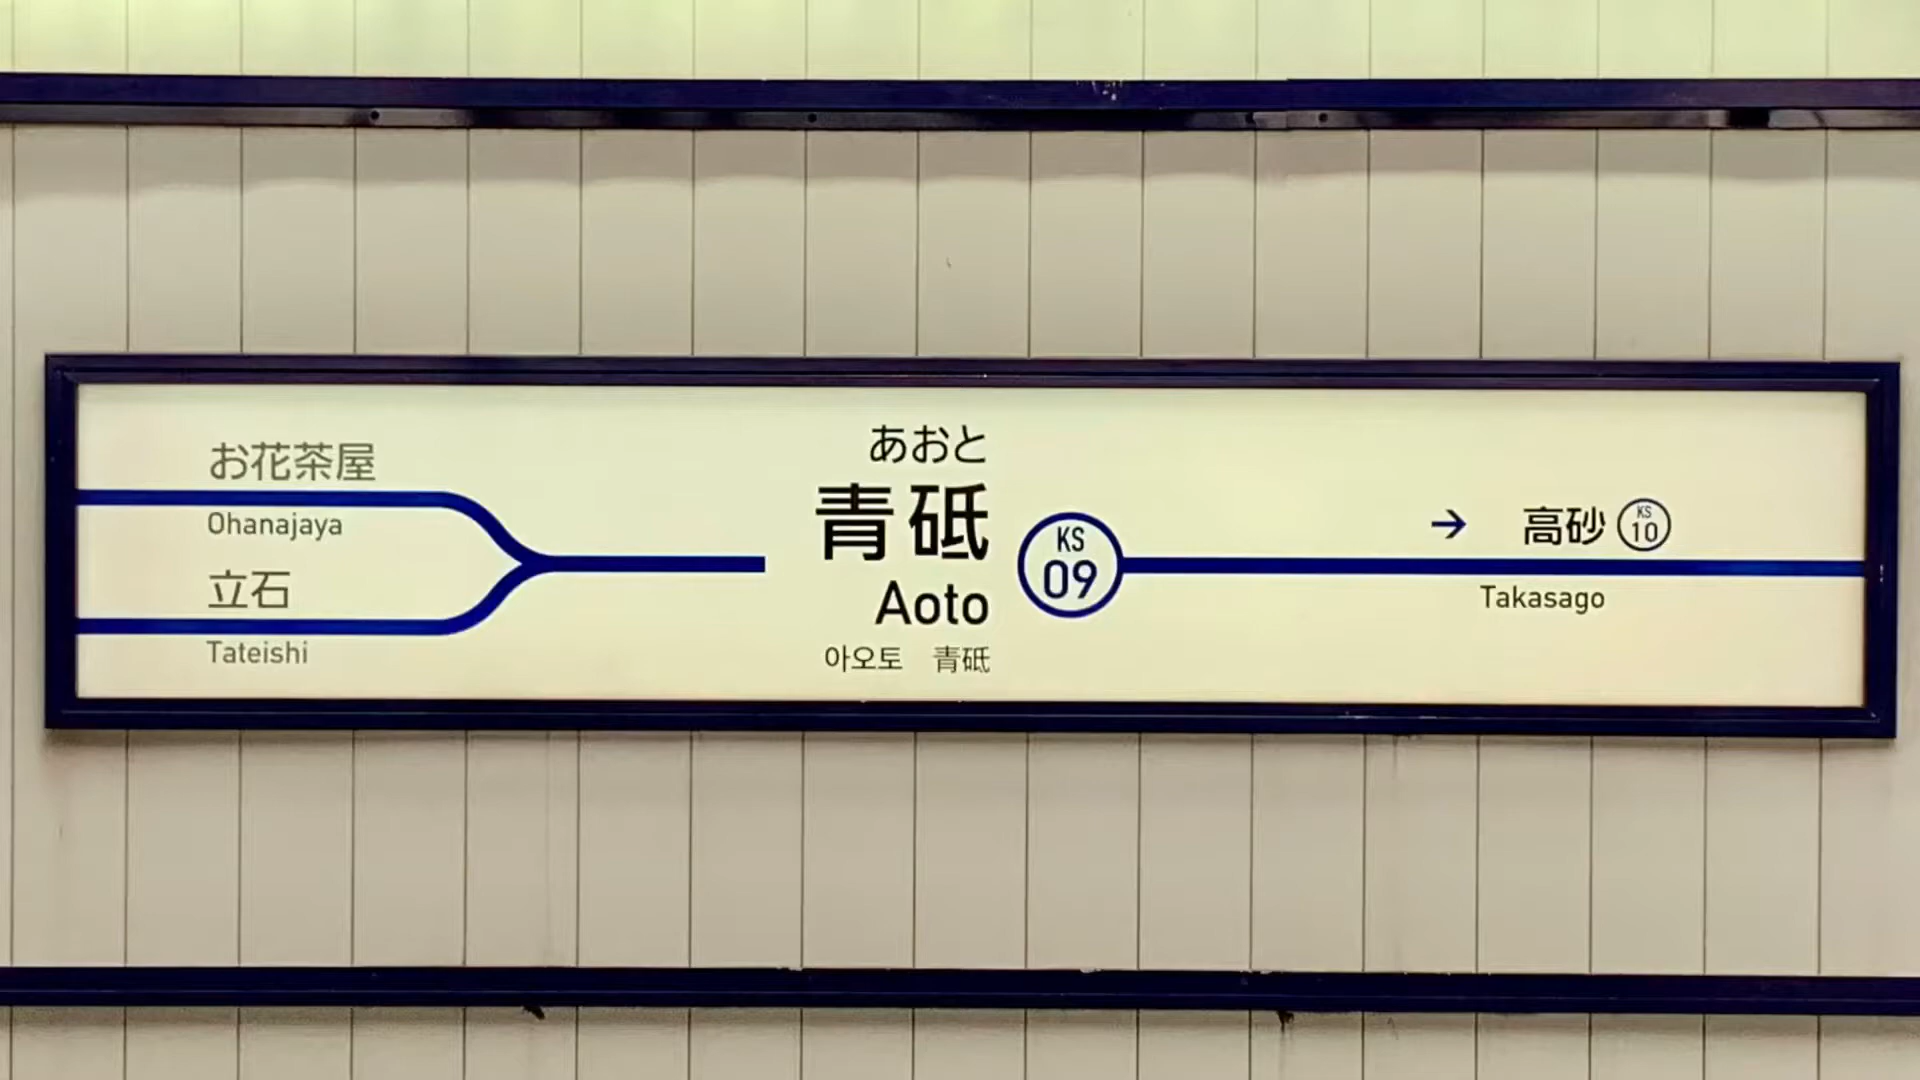 お花茶屋
Ohanajaya
立石
Tateishi
あおと
青砥
Aoto
아오토 青砥
KS
09
→ 高砂 KS 10
Takasago